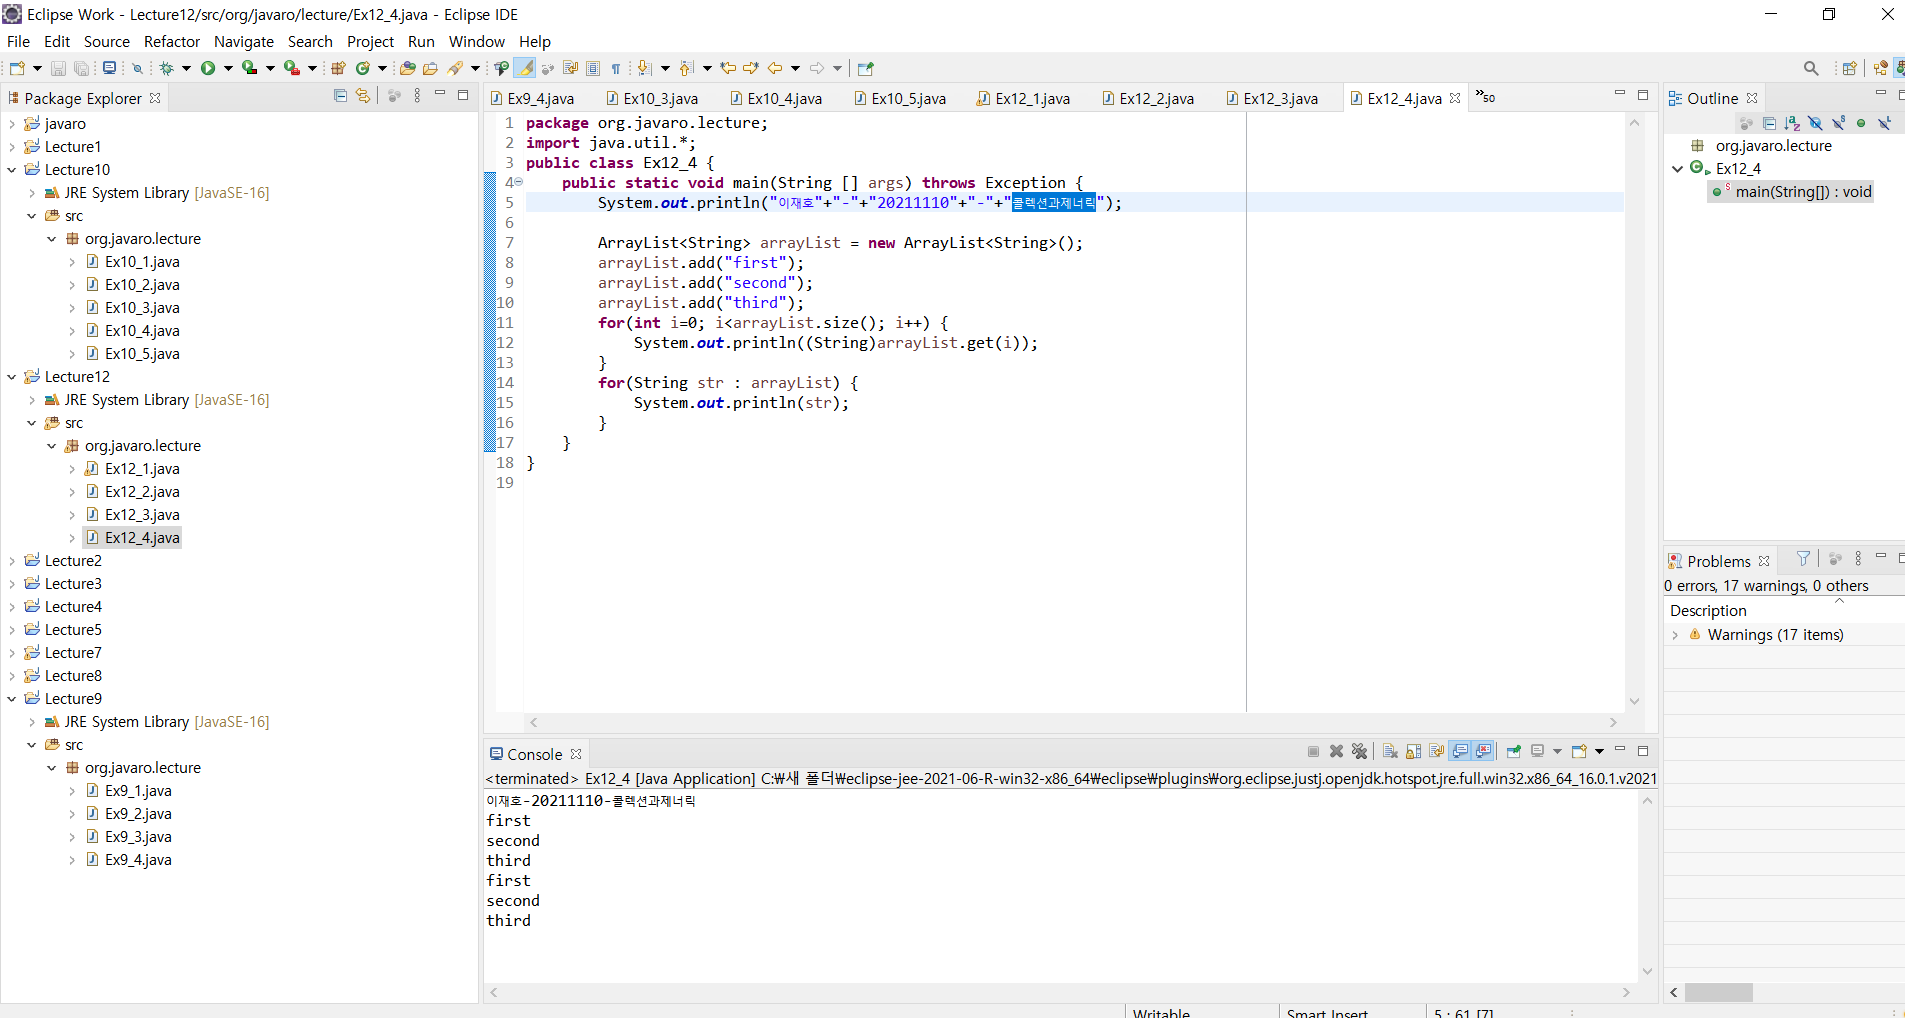 Eclipse Work - Lecture12/src/org/javaro/lecture/Ex12_4.java - Eclipse IDE
File Edit Source Refactor Navigate Search Project Run Window Help
Package Explorer
javaro
Lecture1
Lecture10
JRE System Library [JavaSE-16]
src
org.javaro.lecture
Ex10_1.java
Ex10_2.java
Ex10_3.java
Ex10_4.java
Ex10_5.java
Lecture12
JRE System Library [JavaSE-16]
src
org.javaro.lecture
Ex12_1.java
Ex12_2.java
Ex12_3.java
Ex12_4.java
Lecture2
Lecture3
Lecture4
Lecture5
Lecture7
Lecture8
Lecture9
JRE System Library [JavaSE-16]
src
org.javaro.lecture
Ex9_1.java
Ex9_2.java
Ex9_3.java
Ex9_4.java
Ex9_4.java Ex10_3.java Ex10_4.java Ex10_5.java Ex12_1.java Ex12_2.java Ex12_3.java Ex12_4.java »50
1 package org.javaro.lecture;
2 import java.util.*;
3 public class Ex12_4 {
4 public static void main(String [] args) throws Exception {
5 System.out.println("이재호"+"-"+"20211110"+"-"+"콜렉션과제너릭");
6
7 ArrayList<String> arrayList = new ArrayList<String>();
8 arrayList.add("first");
9 arrayList.add("second");
10 arrayList.add("third");
11 for(int i=0; i<arrayList.size(); i++) {
12 System.out.println((String)arrayList.get(i));
13 }
14 for(String str : arrayList) {
15 System.out.println(str);
16 }
17 }
18 }
19
Console
<terminated> Ex12_4 [Java Application] C:₩새 폴더₩eclipse-jee-2021-06-R-win32-x86_64₩eclipse₩plugins₩org.eclipse.justj.openjdk.hotspot.jre.full.win32.x86_64_16.0.1.v2021
이재호-20211110-콜렉션과제너릭
first
second
third
first
second
third
Outline
org.javaro.lecture
Ex12_4
main(String[]) : void
Problems
0 errors, 17 warnings, 0 others
Description
Warnings (17 items)
Writable Smart Insert 5 : 61 [7]